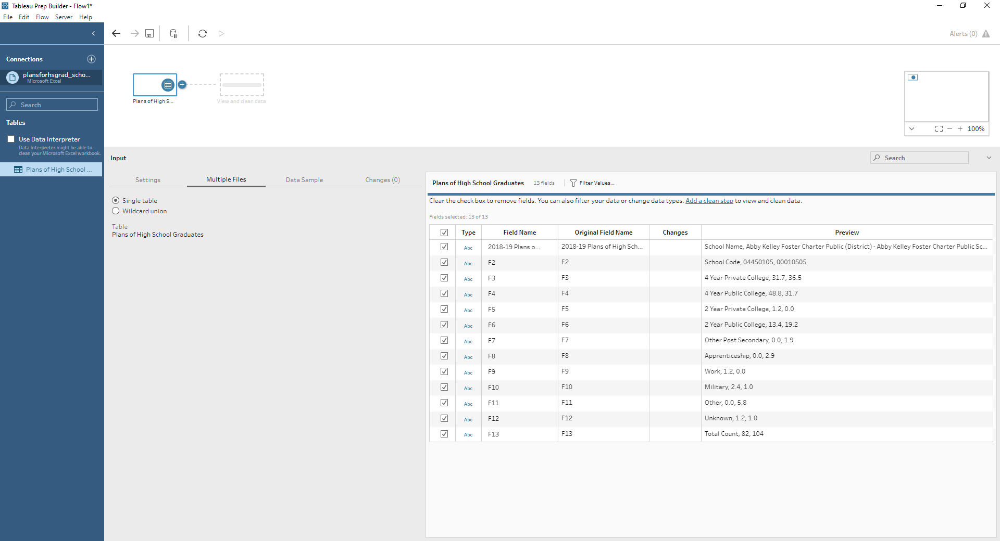 Tableau Prep Builder - Flow1*
File Edit Flow Server Help
Alerts (0)
Connections
plansforhsgrad_scho...
Microsoft Excel
Search
Tables
Use Data Interpreter
Data Interpreter might be able to
clean your Microsoft Excel workbook.
Plans of High School ...
Plans of High S...
View and clean data
100%
Input
Search
Settings Multiple Files Data Sample Changes (0)
Single table
Wildcard union
Table
Plans of High School Graduates
Plans of High School Graduates 13 fields Filter Values...
Clear the check box to remove fields. You can also filter your data or change data types. Add a clean step to view and clean data.
Fields selected: 13 of 13
Type Field Name Original Field Name Changes Preview
Abc 2018-19 Plans o... 2018-19 Plans of High Sch... School Name, Abby Kelley Foster Charter Public (District) - Abby Kelley Foster Charter Public Sc...
Abc F2 F2 School Code, 04450105, 00010505
Abc F3 F3 4 Year Private College, 31.7, 36.5
Abc F4 F4 4 Year Public College, 48.8, 31.7
Abc F5 F5 2 Year Private College, 1.2, 0.0
Abc F6 F6 2 Year Public College, 13.4, 19.2
Abc F7 F7 Other Post Secondary, 0.0, 1.9
Abc F8 F8 Apprenticeship, 0.0, 2.9
Abc F9 F9 Work, 1.2, 0.0
Abc F10 F10 Military, 2.4, 1.0
Abc F11 F11 Other, 0.0, 5.8
Abc F12 F12 Unknown, 1.2, 1.0
Abc F13 F13 Total Count, 82, 104